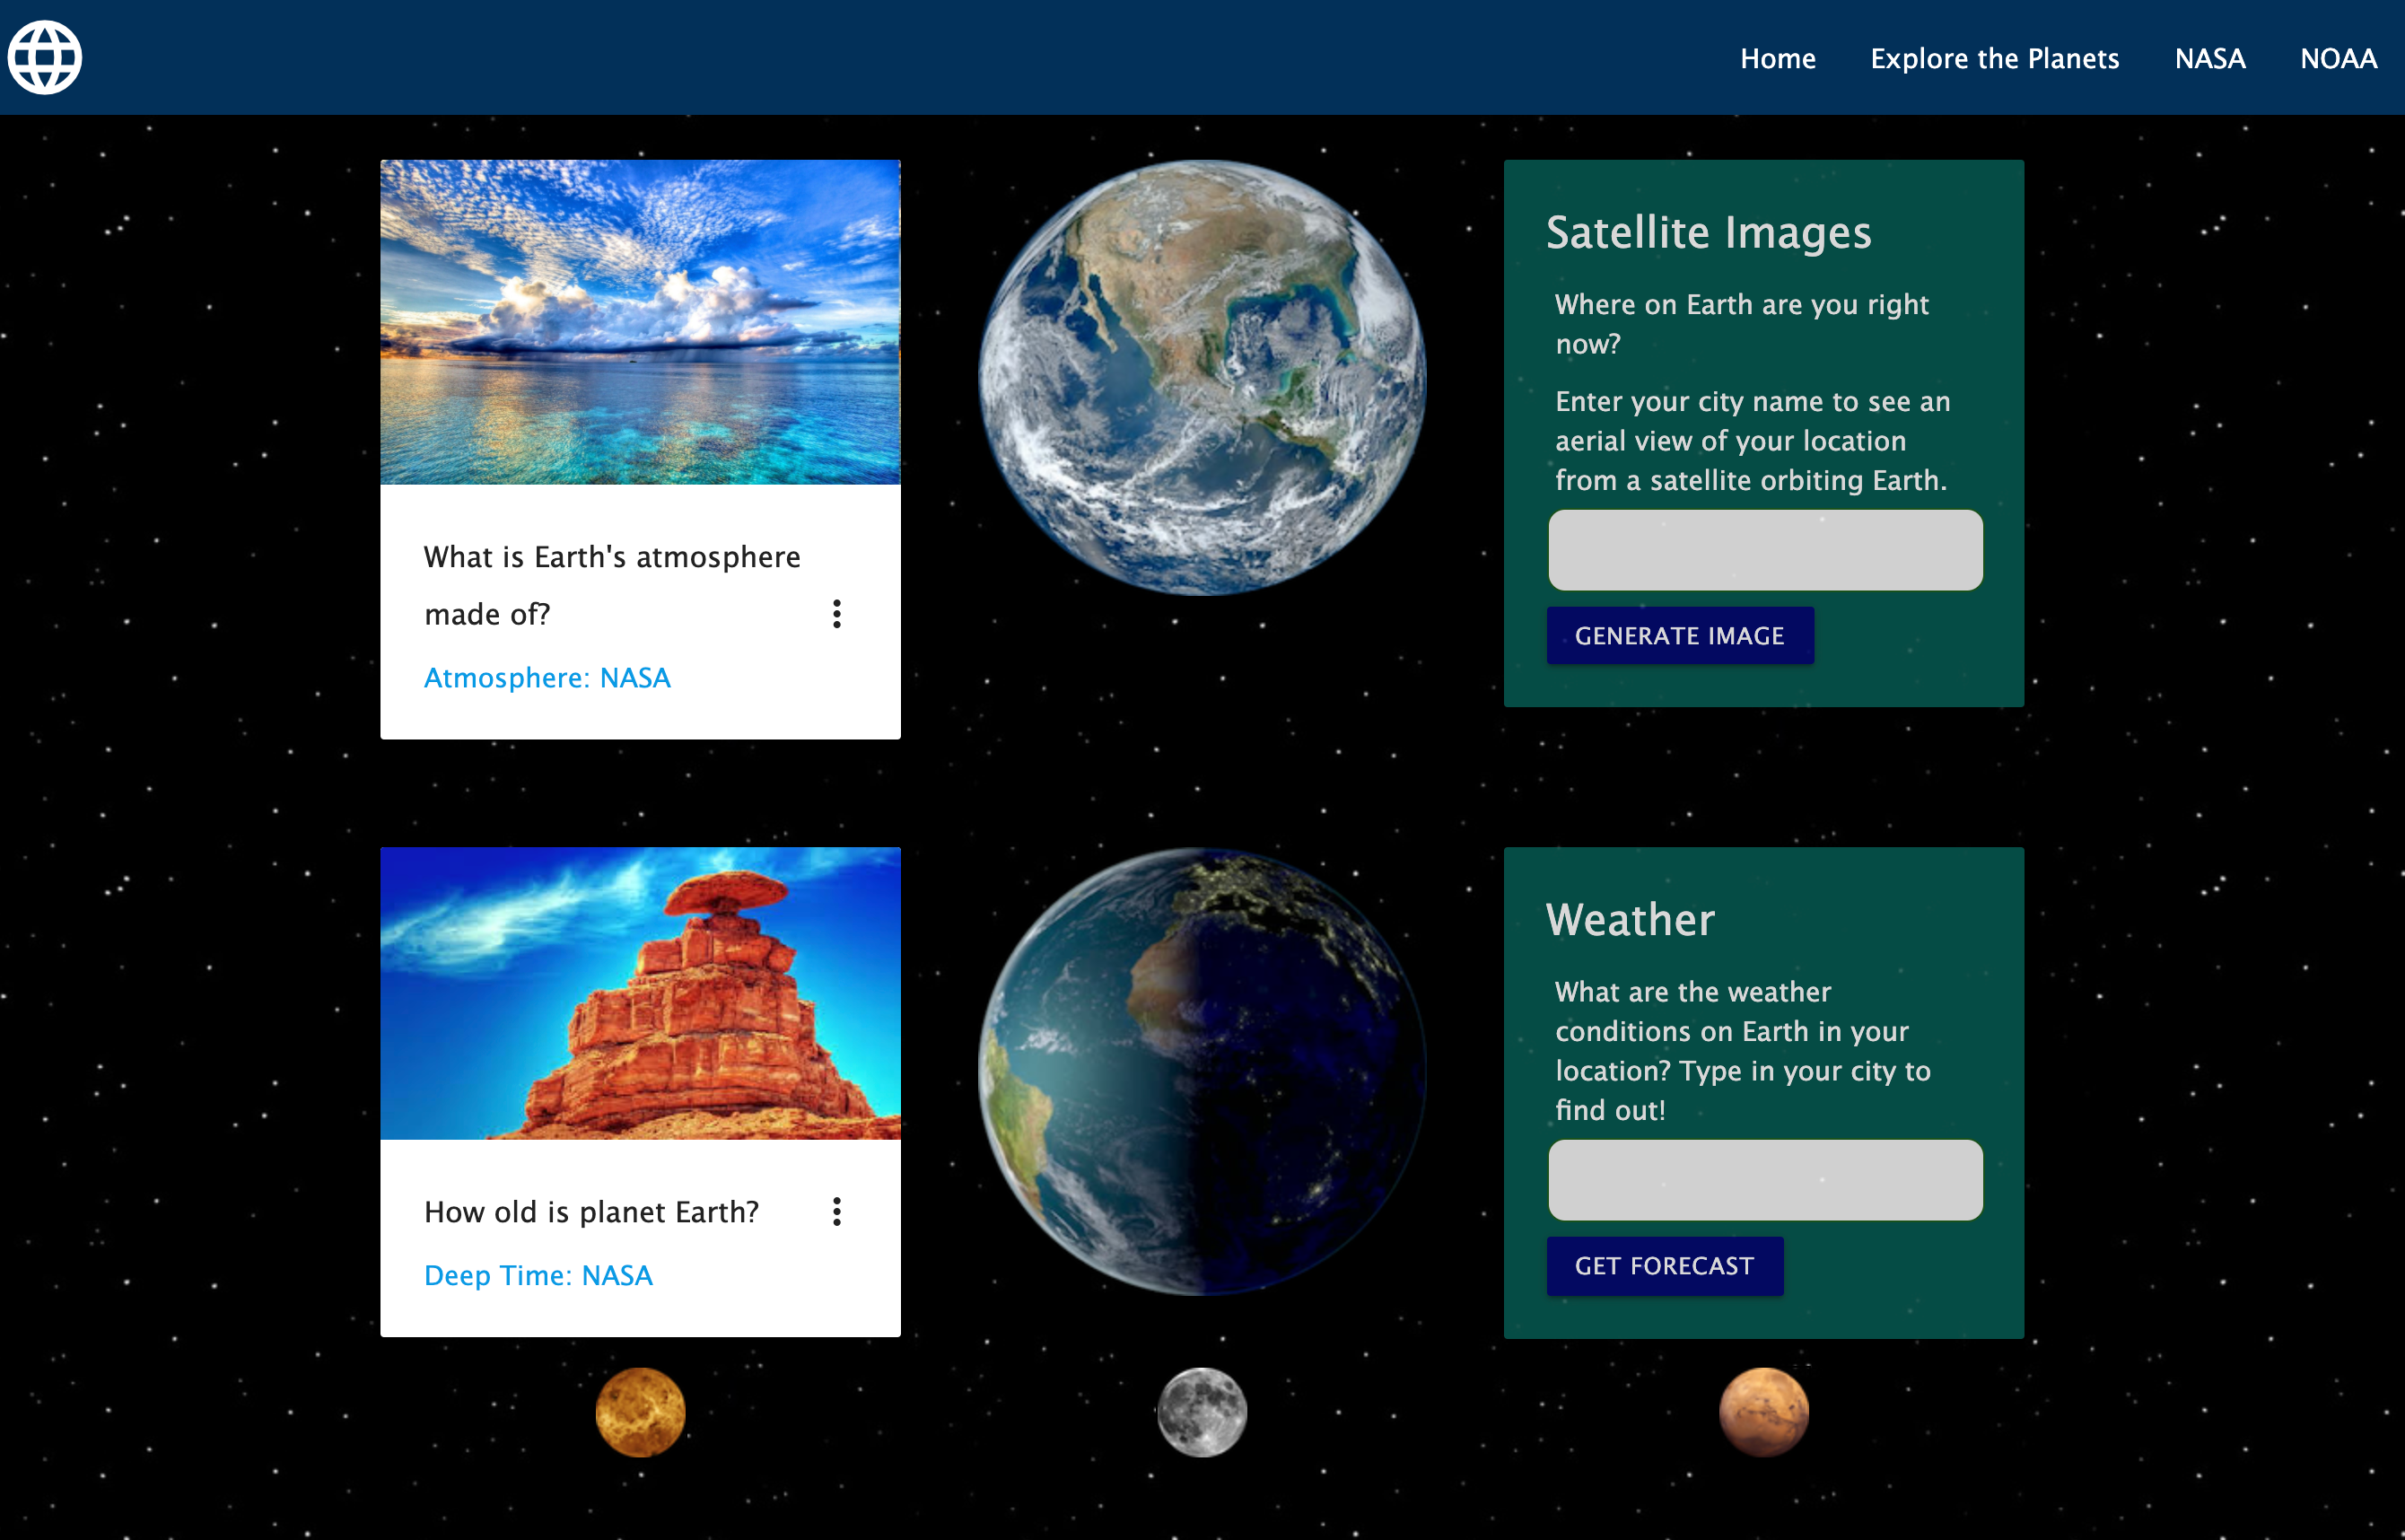 Home Explore the Planets NASA NOAA
What is Earth's atmosphere
made of?
Atmosphere: NASA
Satellite Images
Where on Earth are you right
now?
Enter your city name to see an
aerial view of your location
from a satellite orbiting Earth.
GENERATE IMAGE
How old is planet Earth?
Deep Time: NASA
Weather
What are the weather
conditions on Earth in your
location? Type in your city to
find out!
GET FORECAST